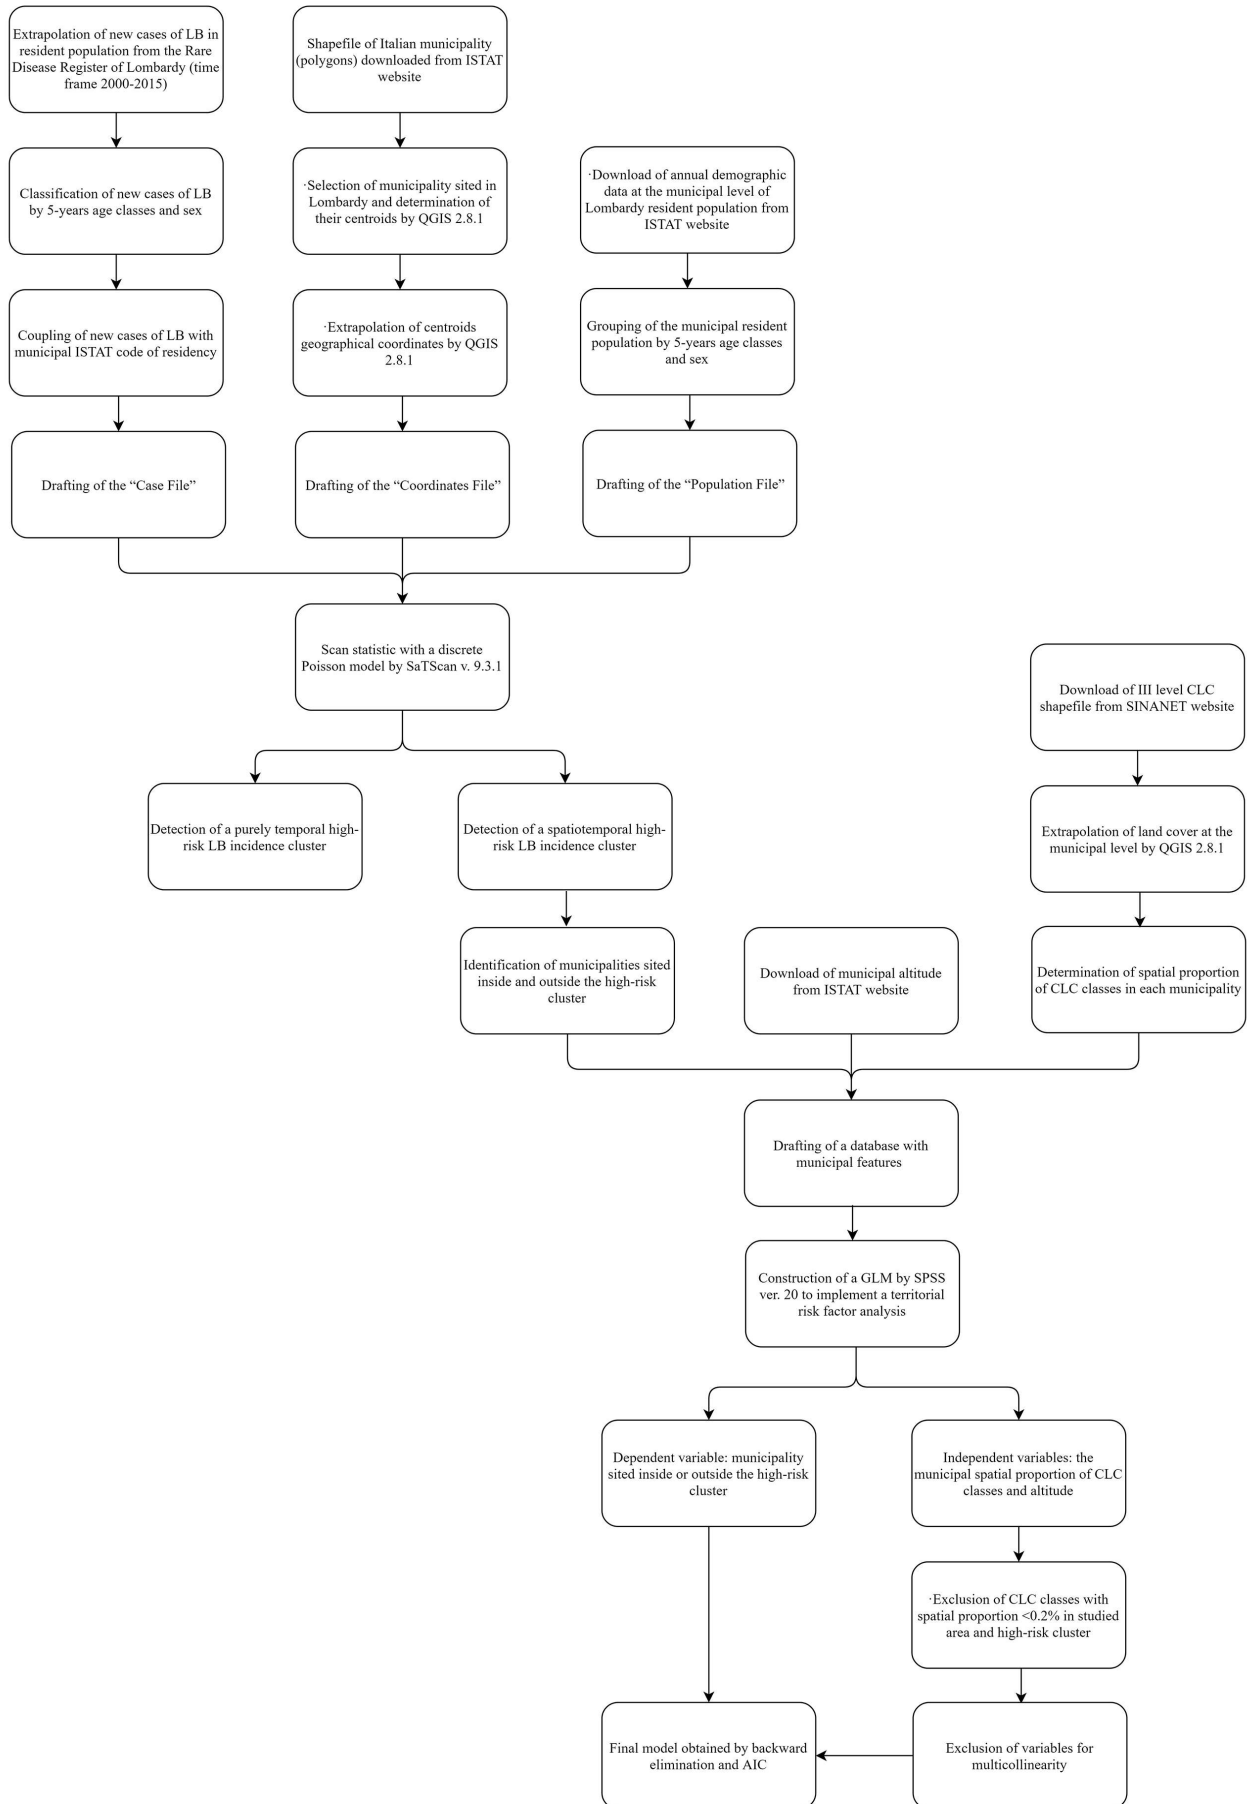 Extrapolation of new cases of LB in
resident population from the Rare
Disease Register of Lombardy (time
frame 2000-2015)
Shapefile of Italian municipality
(polygons) downloaded from ISTAT
website
Classification of new cases of LB
by 5-years age classes and sex
·Selection of municipality sited in
Lombardy and determination of
their centroids by QGIS 2.8.1
·Download of annual demographic
data at the municipal level of
Lombardy resident population from
ISTAT website
Coupling of new cases of LB with
municipal ISTAT code of residency
·Extrapolation of centroids
geographical coordinates by QGIS
2.8.1
Grouping of the municipal resident
population by 5-years age classes
and sex
Drafting of the “Case File”
Drafting of the “Coordinates File”
Drafting of the “Population File”
Scan statistic with a discrete
Poisson model by SaTScan v. 9.3.1
Download of III level CLC
shapefile from SINANET website
Detection of a purely temporal high-
risk LB incidence cluster
Detection of a spatiotemporal high-
risk LB incidence cluster
Extrapolation of land cover at the
municipal level by QGIS 2.8.1
Identification of municipalities sited
inside and outside the high-risk
cluster
Download of municipal altitude
from ISTAT website
Determination of spatial proportion
of CLC classes in each municipality
Drafting of a database with
municipal features
Construction of a GLM by SPSS
ver. 20 to implement a territorial
risk factor analysis
Dependent variable: municipality
sited inside or outside the high-risk
cluster
Independent variables: the
municipal spatial proportion of CLC
classes and altitude
·Exclusion of CLC classes with
spatial proportion <0.2% in studied
area and high-risk cluster
Final model obtained by backward
elimination and AIC
Exclusion of variables for
multicollinearity